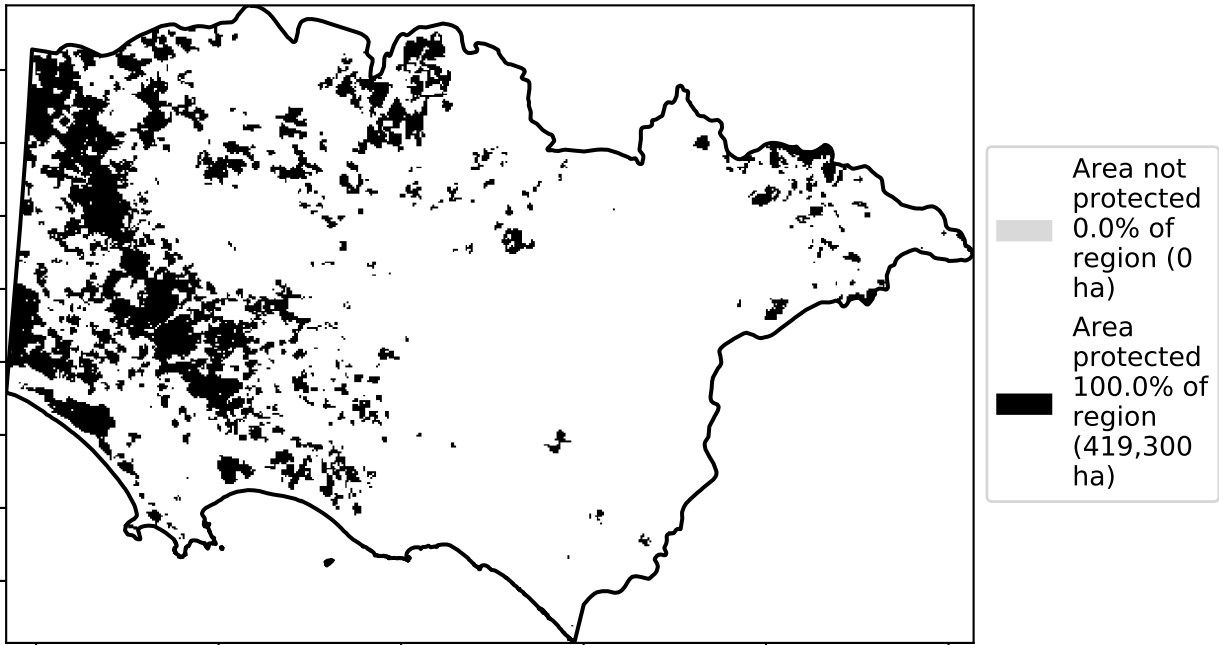 Area not
protected
0.0% of
region (0
ha)
Area
protected
100.0% of
region
(419,300
ha)